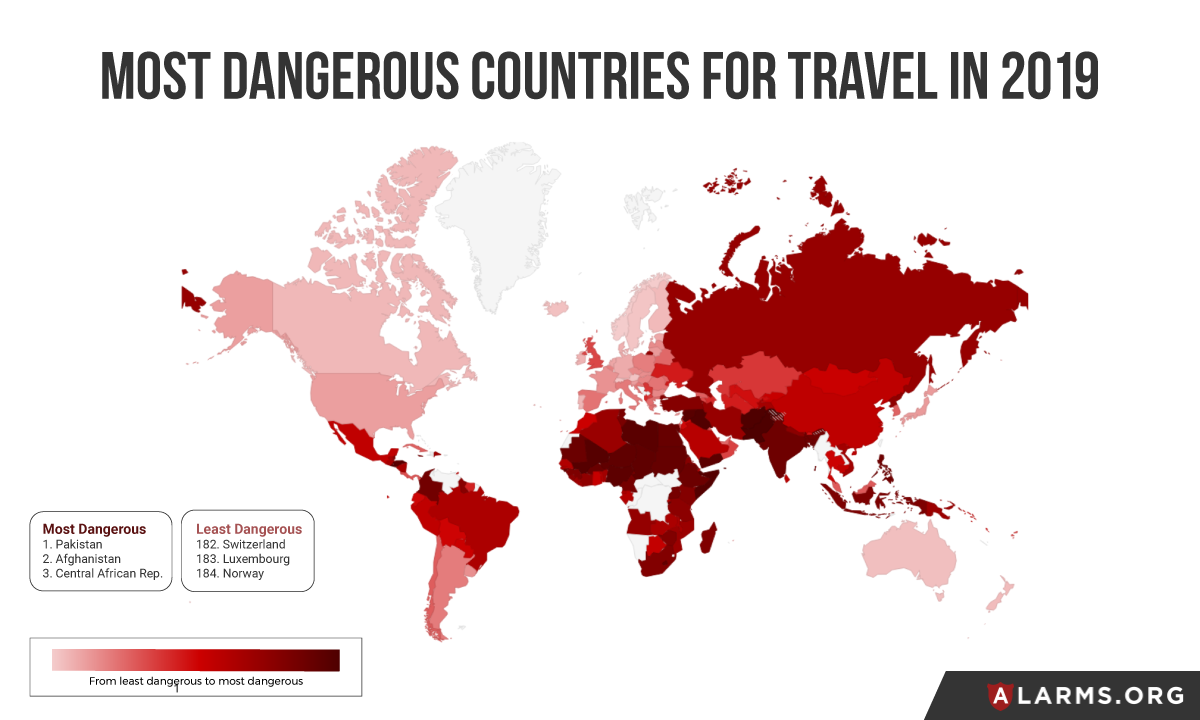 MOST DANGEROUS COUNTRIES FOR TRAVEL IN 2019
Most Dangerous
1. Pakistan
2. Afghanistan
3. Central African Rep.
Least Dangerous
182. Switzerland
183. Luxembourg
184. Norway
From least dangerous to most dangerous
ALARMS.ORG